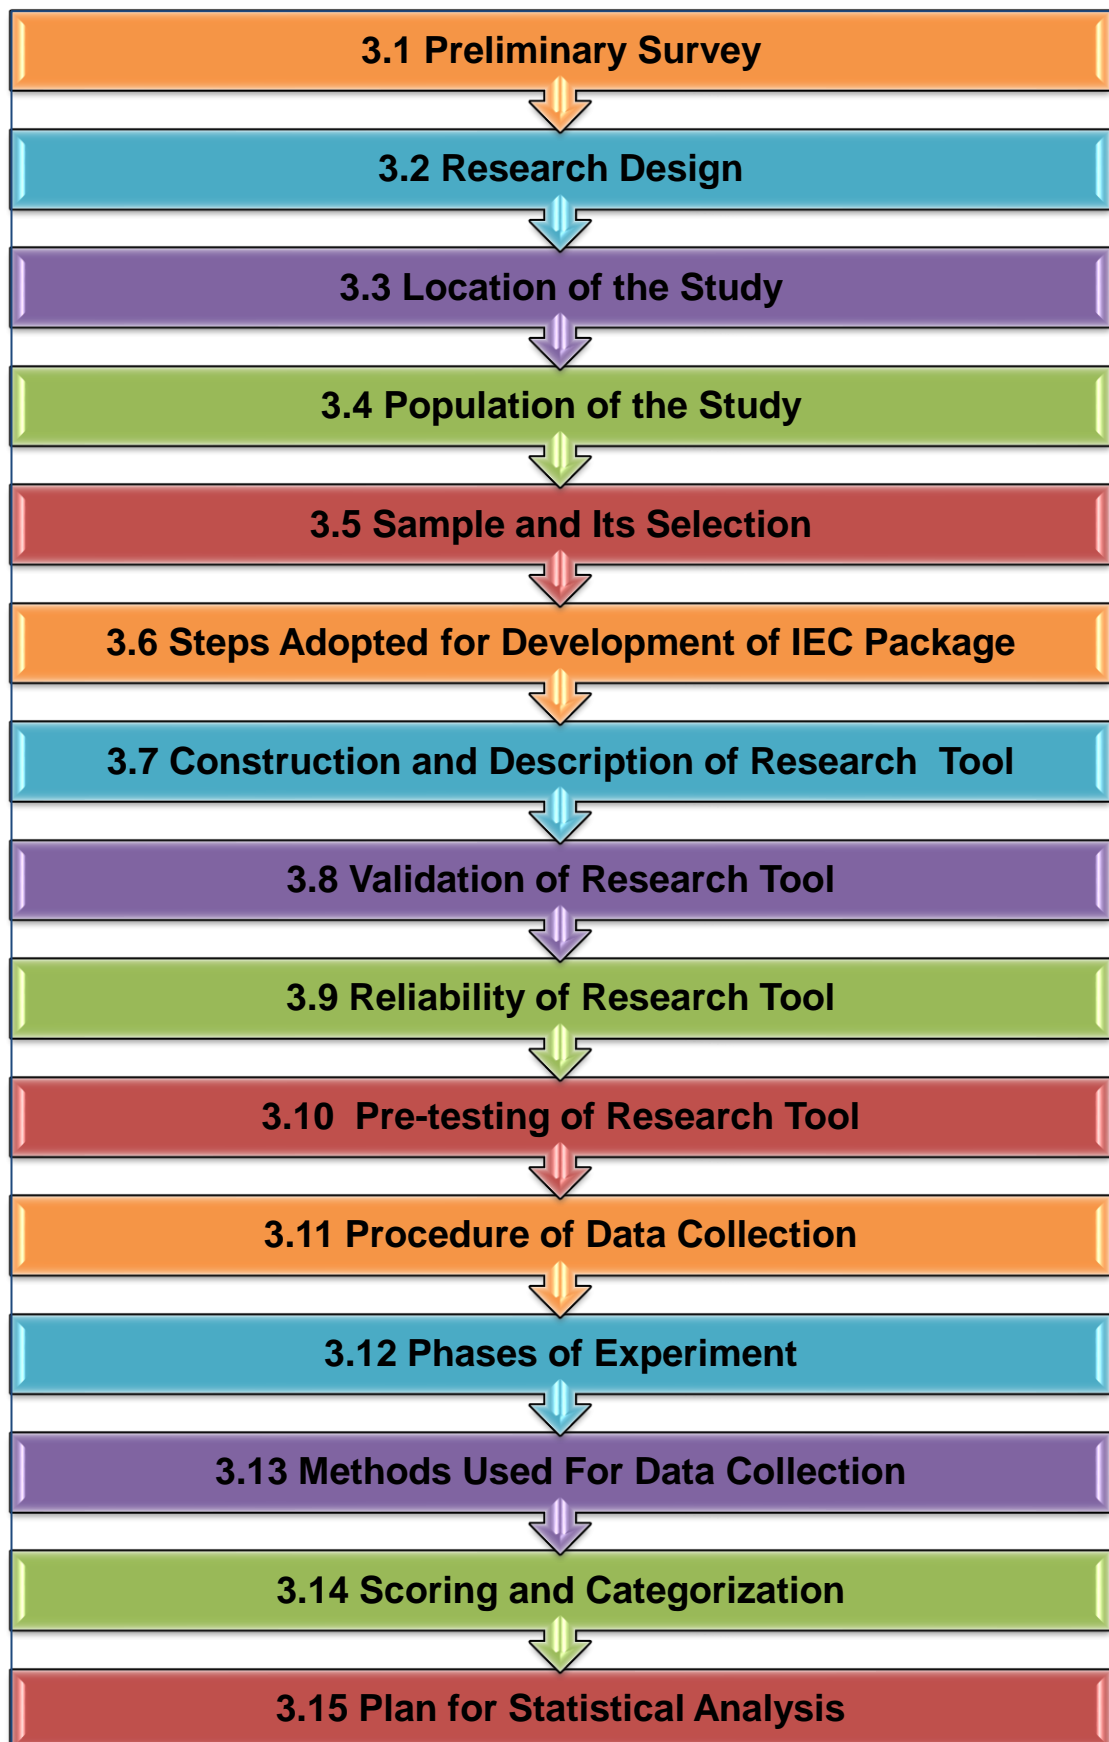 3.1 Preliminary Survey
3.2 Research Design
3.3 Location of the Study
3.4 Population of the Study
3.5 Sample and Its Selection
3.6 Steps Adopted for Development of IEC Package
3.7 Construction and Description of Research  Tool
3.8 Validation of Research Tool
3.9 Reliability of Research Tool
3.10  Pre-testing of Research Tool
3.11 Procedure of Data Collection
3.12 Phases of Experiment
3.13 Methods Used For Data Collection
3.14 Scoring and Categorization
3.15 Plan for Statistical Analysis